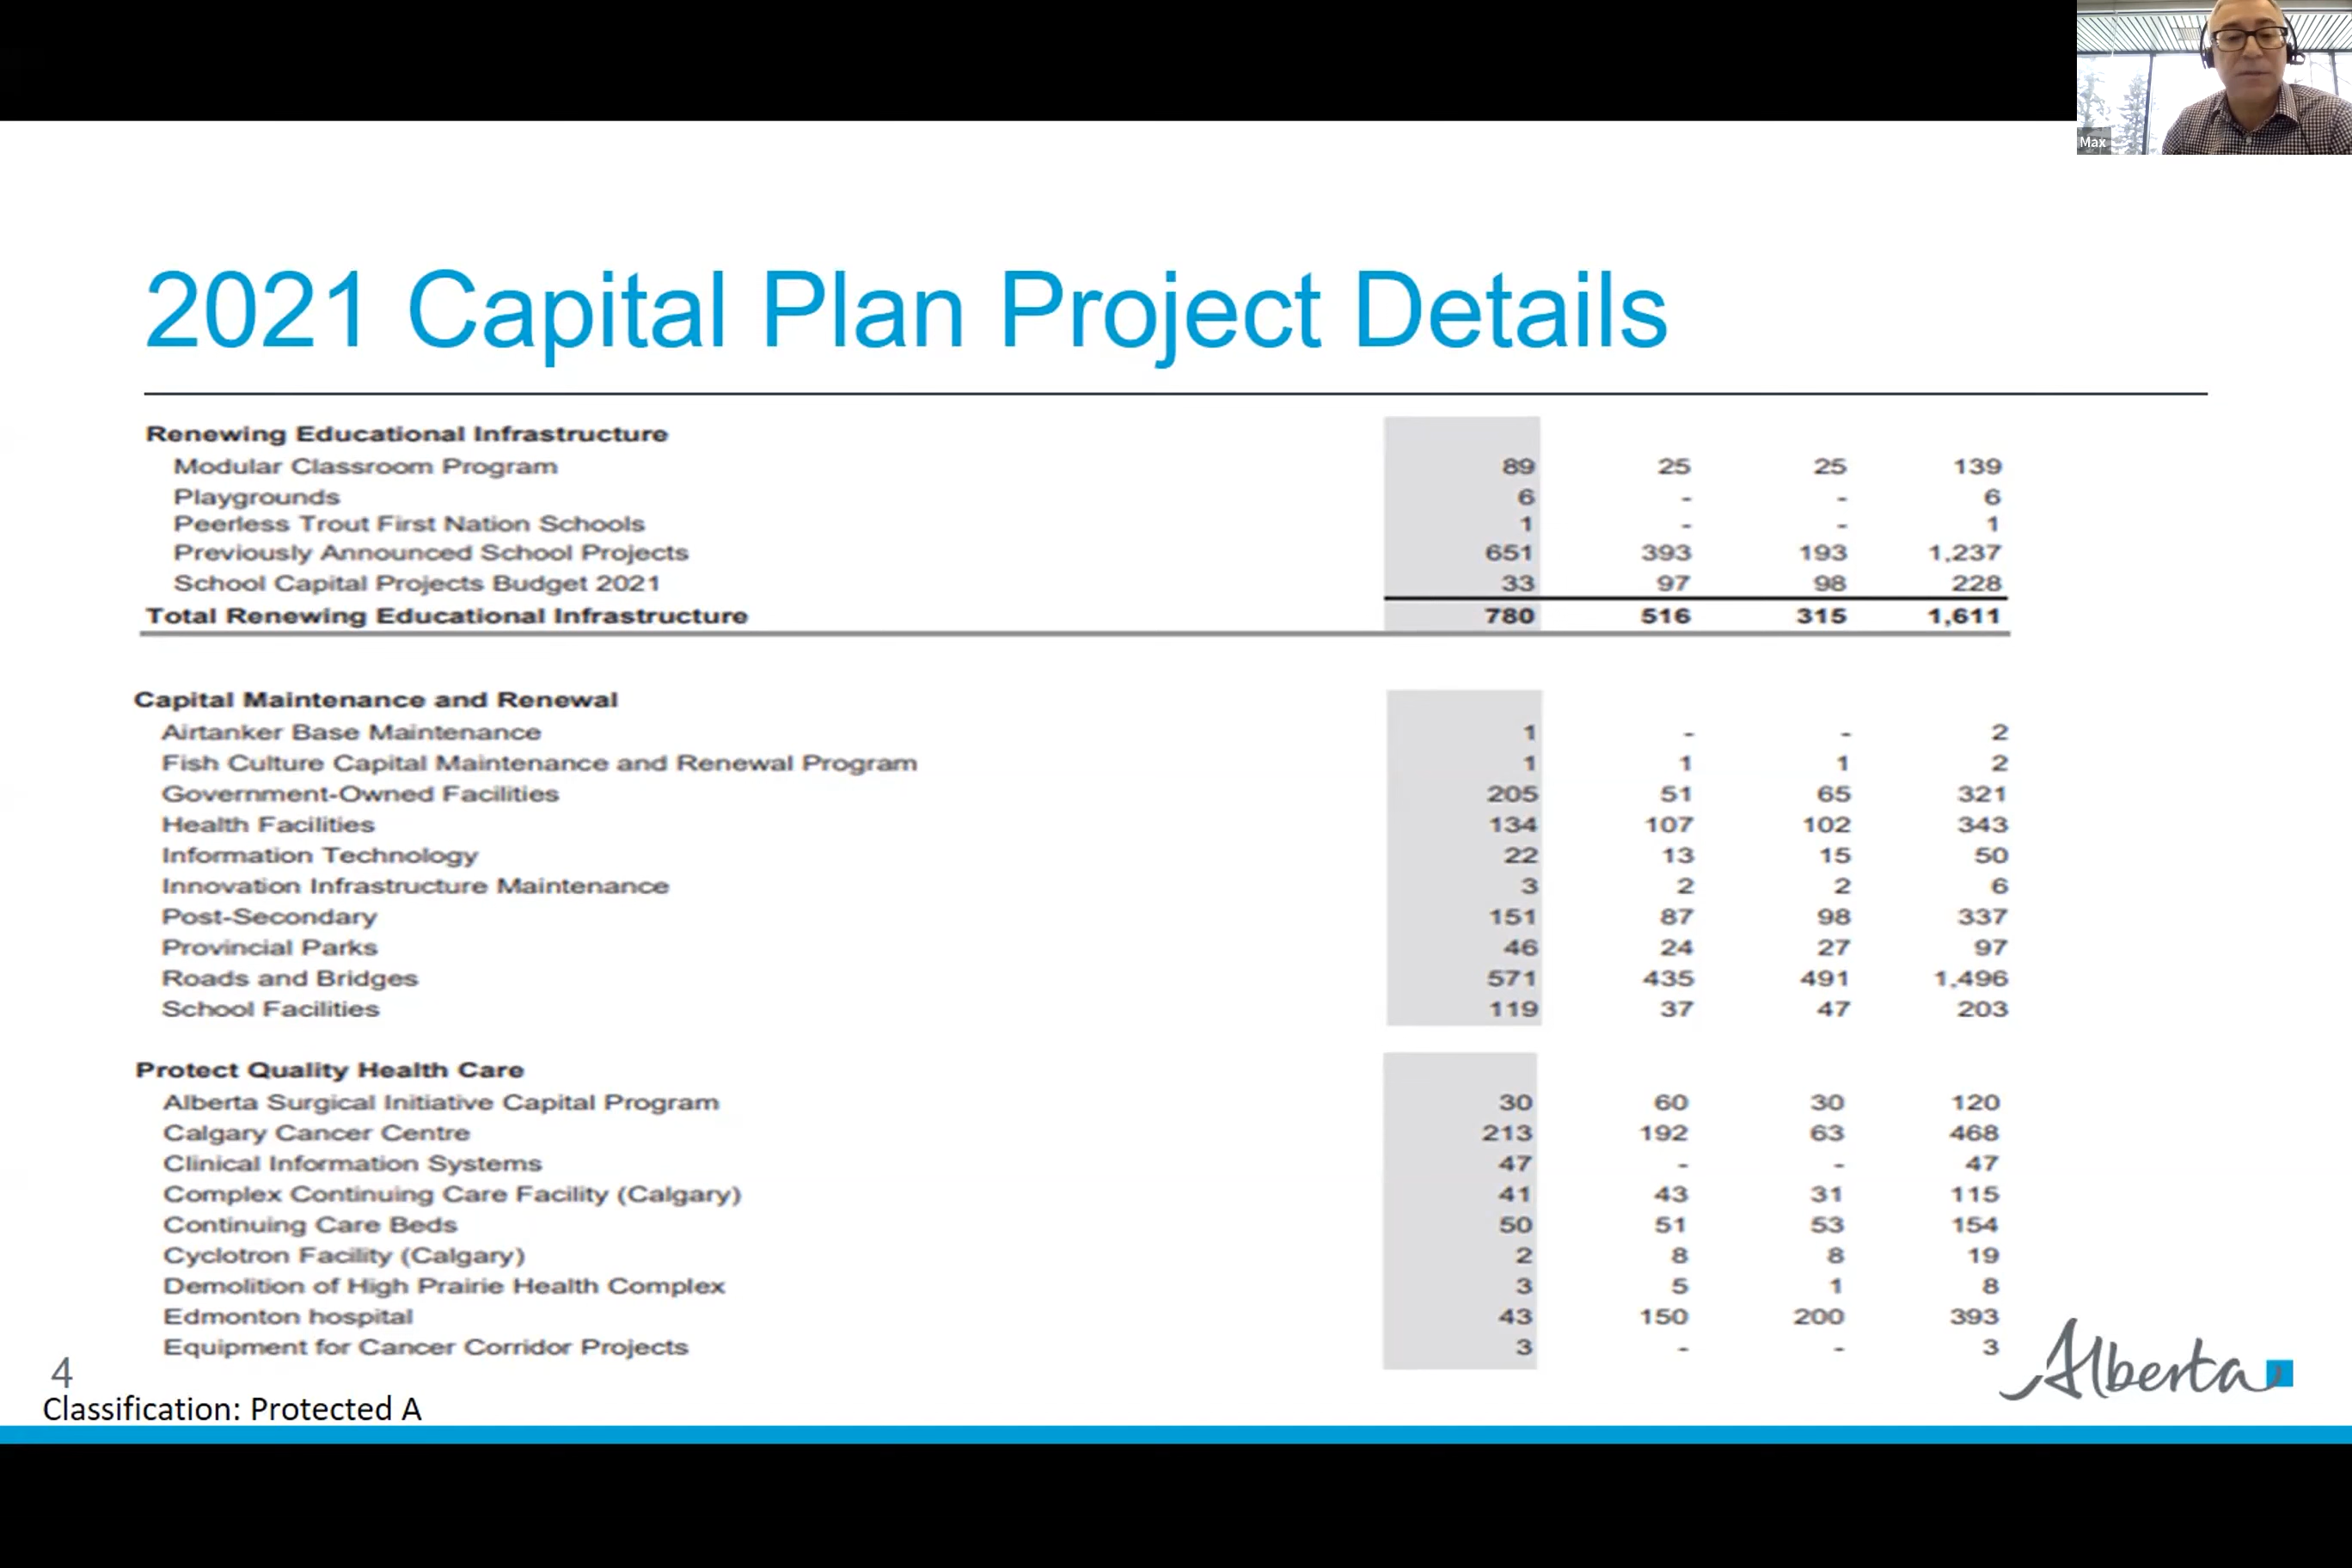 Max
2021 Capital Plan Project Details
Renewing Educational Infrastructure
Modular Classroom Program 89 25 25 139
Playgrounds 6 - - 6
Peerless Trout First Nation Schools 1 - - 1
Previously Announced School Projects 651 393 193 1,237
School Capital Projects Budget 2021 33 97 98 228
Total Renewing Educational Infrastructure 780 516 315 1,611
Capital Maintenance and Renewal
Airtanker Base Maintenance 1 - - 2
Fish Culture Capital Maintenance and Renewal Program 1 1 1 2
Government-Owned Facilities 205 51 65 321
Health Facilities 134 107 102 343
Information Technology 22 13 15 50
Innovation Infrastructure Maintenance 3 2 2 6
Post-Secondary 151 87 98 337
Provincial Parks 46 24 27 97
Roads and Bridges 571 435 491 1,496
School Facilities 119 37 47 203
Protect Quality Health Care
Alberta Surgical Initiative Capital Program 30 60 30 120
Calgary Cancer Centre 213 192 63 468
Clinical Information Systems 47 - - 47
Complex Continuing Care Facility (Calgary) 41 43 31 115
Continuing Care Beds 50 51 53 154
Cyclotron Facility (Calgary) 2 8 8 19
Demolition of High Prairie Health Complex 3 5 1 8
Edmonton hospital 43 150 200 393
Equipment for Cancer Corridor Projects 3 - - 3
4
Classification: Protected A
Alberta